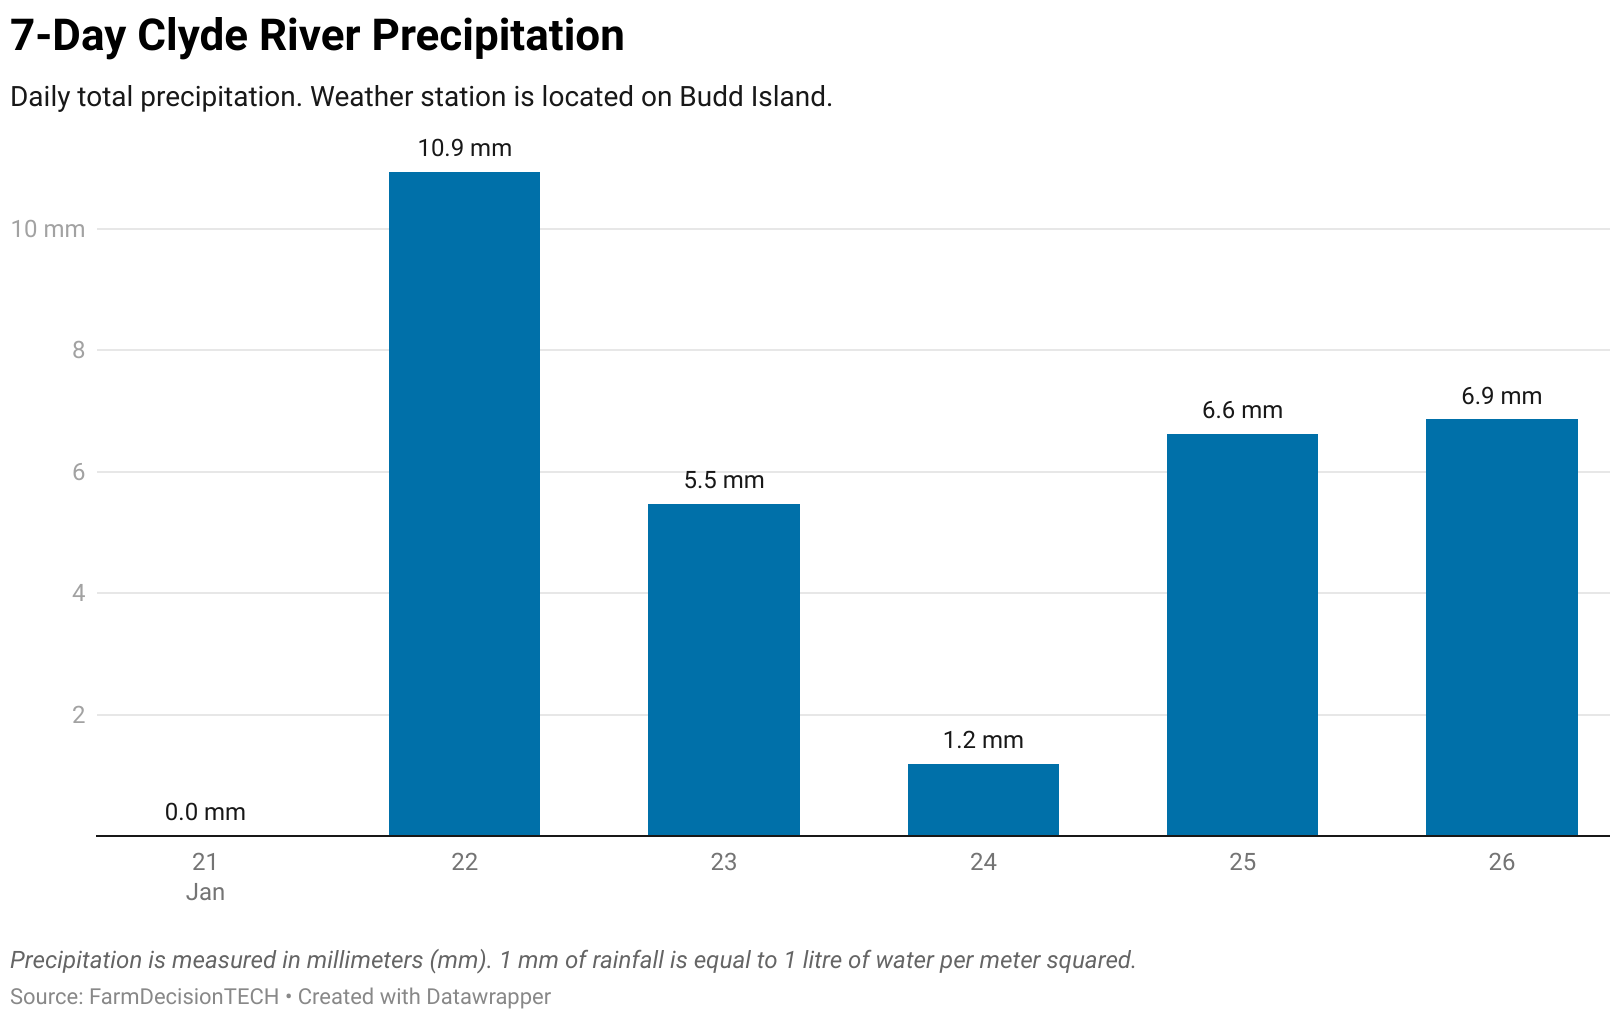 7-Day Clyde River Precipitation
Daily total precipitation. Weather station is located on Budd Island.
10.9 mm
10 mm
8
6.9 mm
6.6 mm
6
5.5 mm
4
2
1.2 mm
0.0 mm
21 22 23 24 25 26
Jan
Precipitation is measured in millimeters (mm). 1 mm of rainfall is equal to 1 litre of water per meter squared.
Source: FarmDecisionTECH • Created with Datawrapper